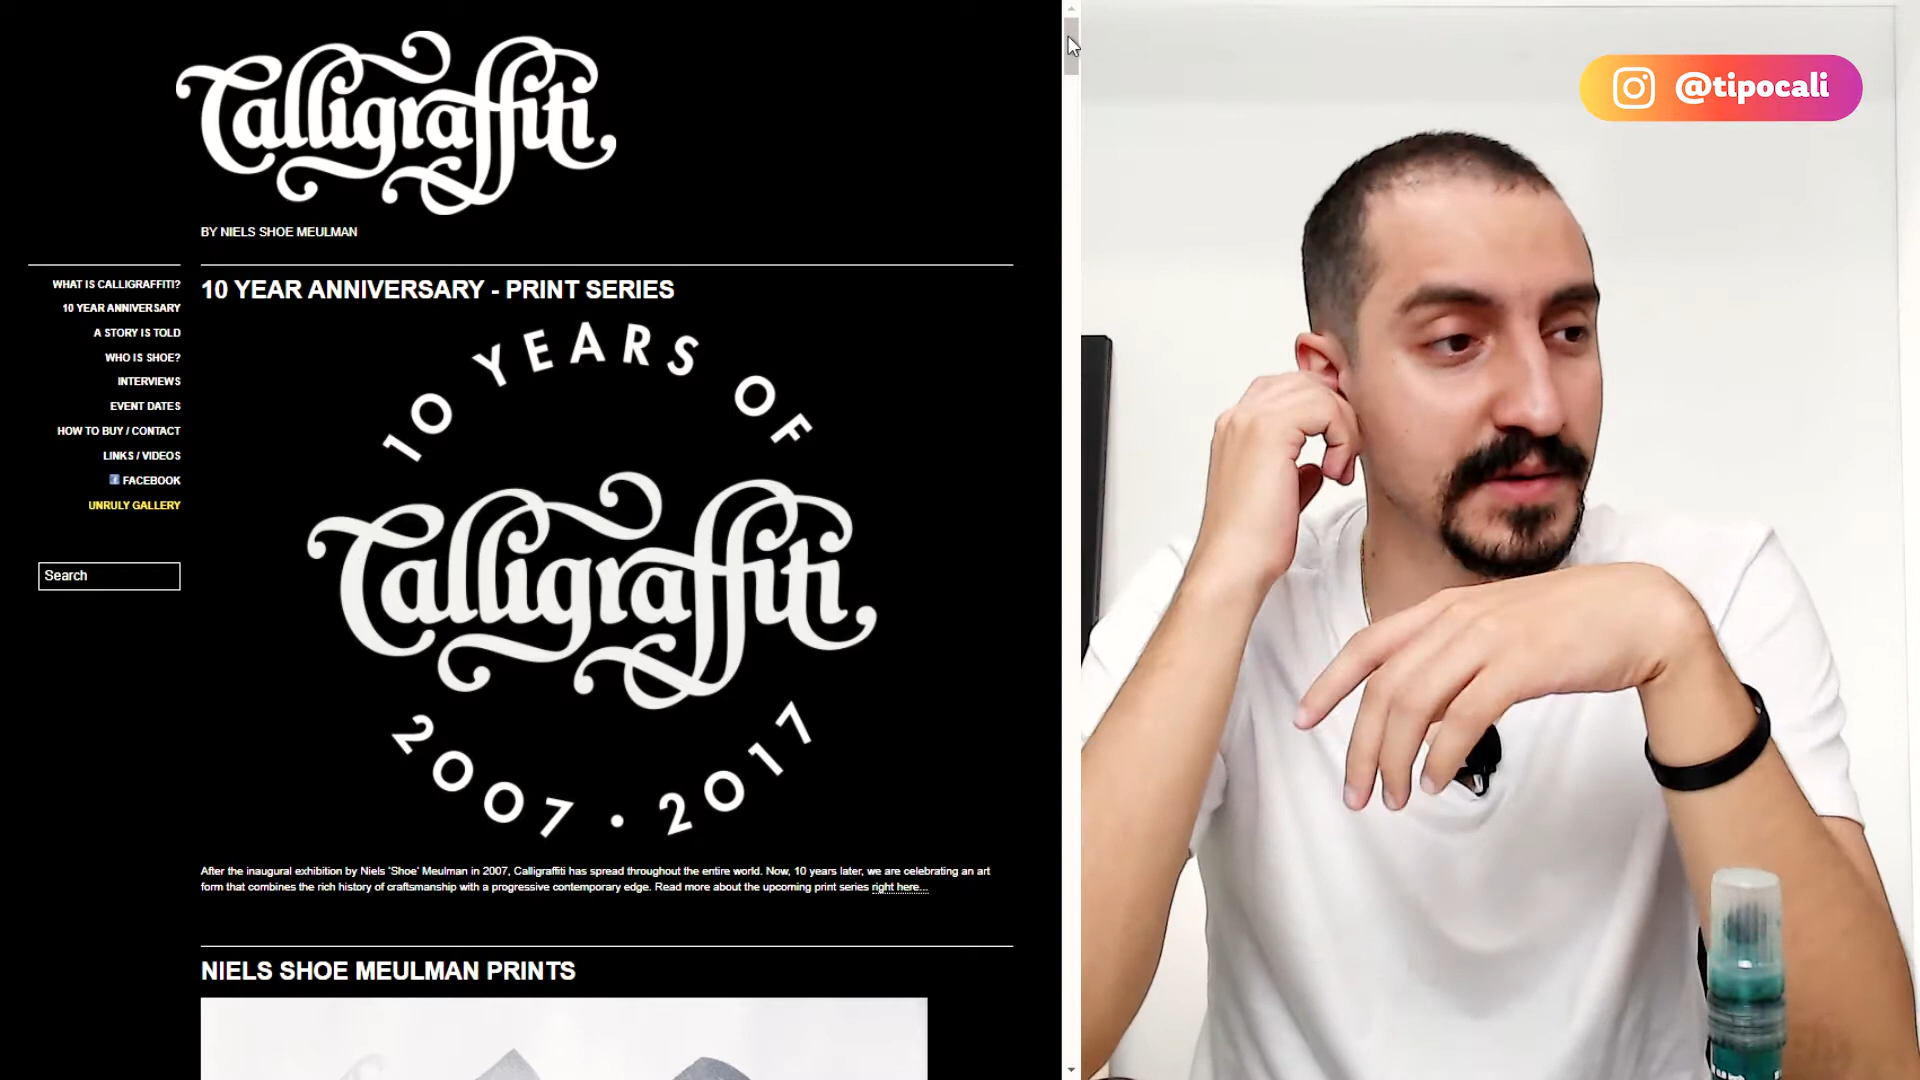 Calligraffiti
BY NIELS SHOE MEULMAN
WHAT IS CALLIGRAFFITI?
10 YEAR ANNIVERSARY
A STORY IS TOLD
WHO IS SHOE?
INTERVIEWS
EVENT DATES
HOW TO BUY / CONTACT
LINKS / VIDEOS
FACEBOOK
UNRULY GALLERY
Search
10 YEAR ANNIVERSARY - PRINT SERIES
10 YEARS OF
Calligraffiti
2007 · 2017
After the inaugural exhibition by Niels 'Shoe' Meulman in 2007, Calligraffiti has spread throughout the entire world. Now, 10 years later, we are celebrating an art
form that combines the rich history of craftsmanship with a progressive contemporary edge. Read more about the upcoming print series right here...
NIELS SHOE MEULMAN PRINTS
@tipocali